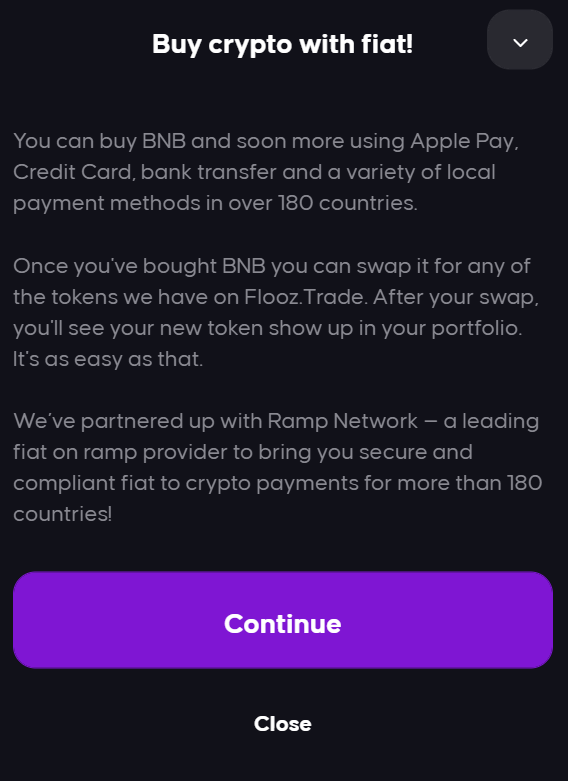 Buy crypto with fiat!
You can buy BNB and soon more using Apple Pay,
Credit Card, bank transfer and a variety of local
payment methods in over 180 countries.
Once you've bought BNB you can swap it for any of
the tokens we have on Flooz.Trade. After your swap,
you'll see your new token show up in your portfolio.
It's as easy as that.
We've partnered up with Ramp Network – a leading
fiat on ramp provider to bring you secure and
compliant fiat to crypto payments for more than 180
countries!
Continue
Close